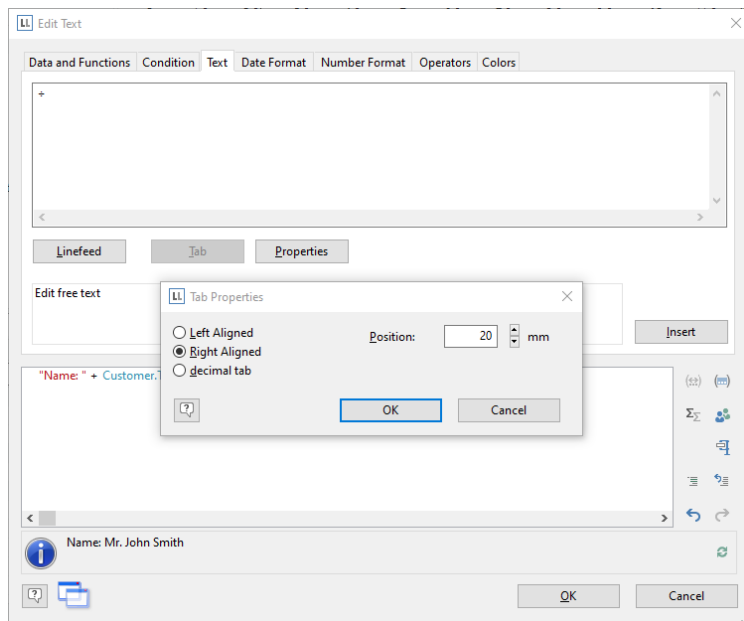 LL Edit Text
Data and Functions Condition Text Date Format Number Format Operators Colors
÷
Linefeed Tab Properties
Edit free text
LL Tab Properties
Left Aligned
Right Aligned
decimal tab
Position: 20 mm
OK Cancel
Insert
"Name: " + Customer.
Name: Mr. John Smith
OK Cancel